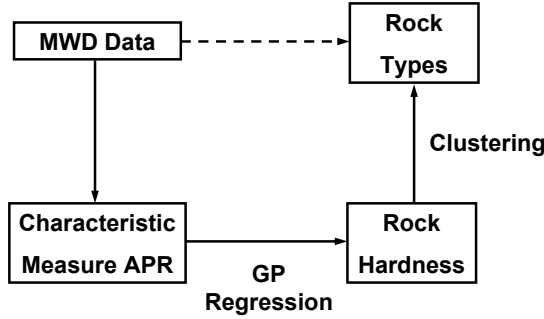 MWD Data
Rock
Types
Clustering
Characteristic
Measure APR
Rock
Hardness
GP
Regression